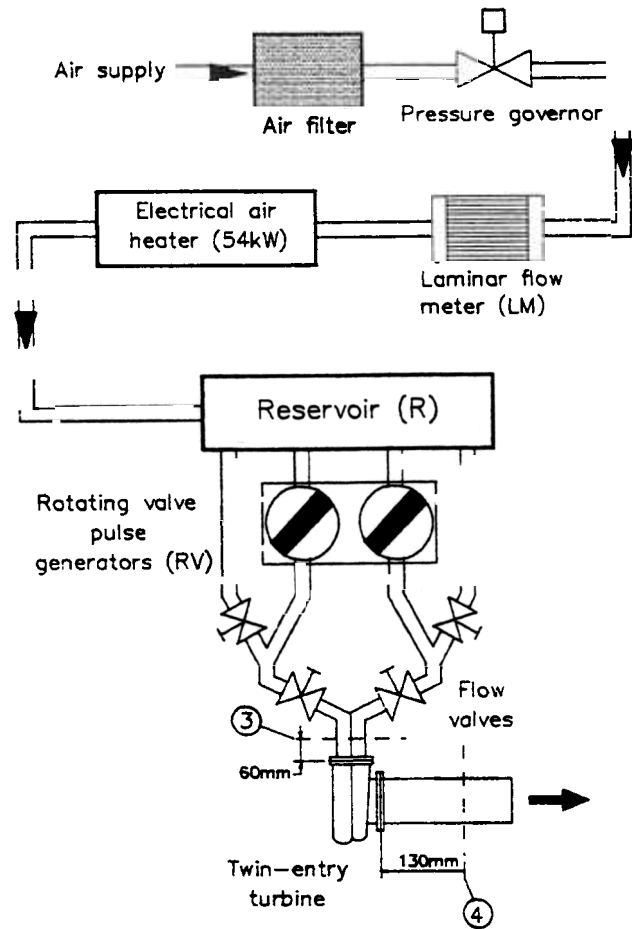 Air supply
Air filter
Pressure governor
Electrical air
heater (54kW)
Laminar flow
meter (LM)
Reservoir (R)
Rotating valve
pulse
generators (RV)
Flow
valves
3
60mm
130mm
Twin-entry
turbine
4